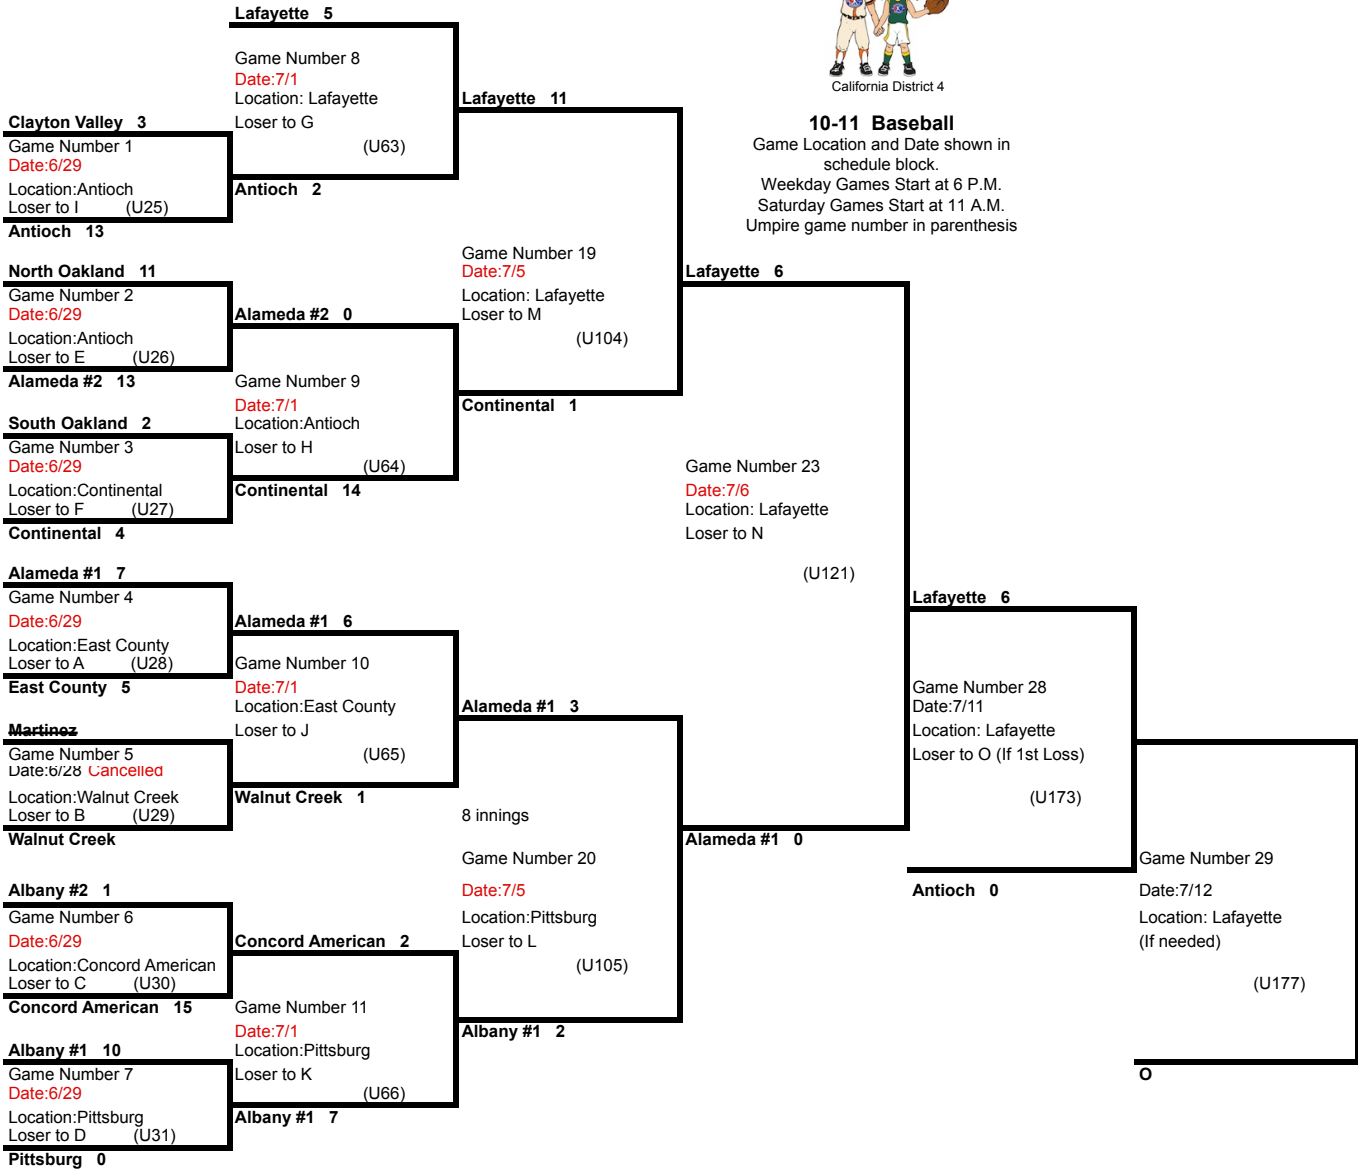 Lafayette 5
Game Number 8
Date:7/1
Location: Lafayette
Loser to G
(U63)
Antioch 2
California District 4
10-11 Baseball
Game Location and Date shown in
schedule block.
Weekday Games Start at 6 P.M.
Saturday Games Start at 11 A.M.
Umpire game number in parenthesis
Clayton Valley 3
Game Number 1
Date:6/29
Location:Antioch
Loser to I (U25)
Antioch 13
North Oakland 11
Game Number 2
Date:6/29
Location:Antioch
Loser to E (U26)
Alameda #2 13
South Oakland 2
Game Number 3
Date:6/29
Location:Continental
Loser to F (U27)
Continental 4
Alameda #1 7
Game Number 4
Date:6/29
Location:East County
Loser to A (U28)
East County 5
Martinez
Game Number 5
Date:6/28 Cancelled
Location:Walnut Creek
Loser to B (U29)
Walnut Creek
Albany #2 1
Game Number 6
Date:6/29
Location:Concord American
Loser to C (U30)
Concord American 15
Albany #1 10
Game Number 7
Date:6/29
Location:Pittsburg
Loser to D (U31)
Pittsburg 0
Alameda #2 0
Game Number 9
Date:7/1
Location:Antioch
Loser to H
(U64)
Continental 14
Alameda #1 6
Game Number 10
Date:7/1
Location:East County
Loser to J
(U65)
Walnut Creek 1
Concord American 2
Game Number 11
Date:7/1
Location:Pittsburg
Loser to K
(U66)
Albany #1 7
Lafayette 11
Game Number 19
Date:7/5
Location: Lafayette
Loser to M
(U104)
Continental 1
Alameda #1 3
8 innings
Game Number 20
Date:7/5
Location:Pittsburg
Loser to L
(U105)
Albany #1 2
Lafayette 6
Game Number 23
Date:7/6
Location: Lafayette
Loser to N
(U121)
Alameda #1 0
Lafayette 6
Game Number 28
Date:7/11
Location: Lafayette
Loser to O (If 1st Loss)
(U173)
Antioch 0
Game Number 29
Date:7/12
Location: Lafayette
(If needed)
(U177)
O